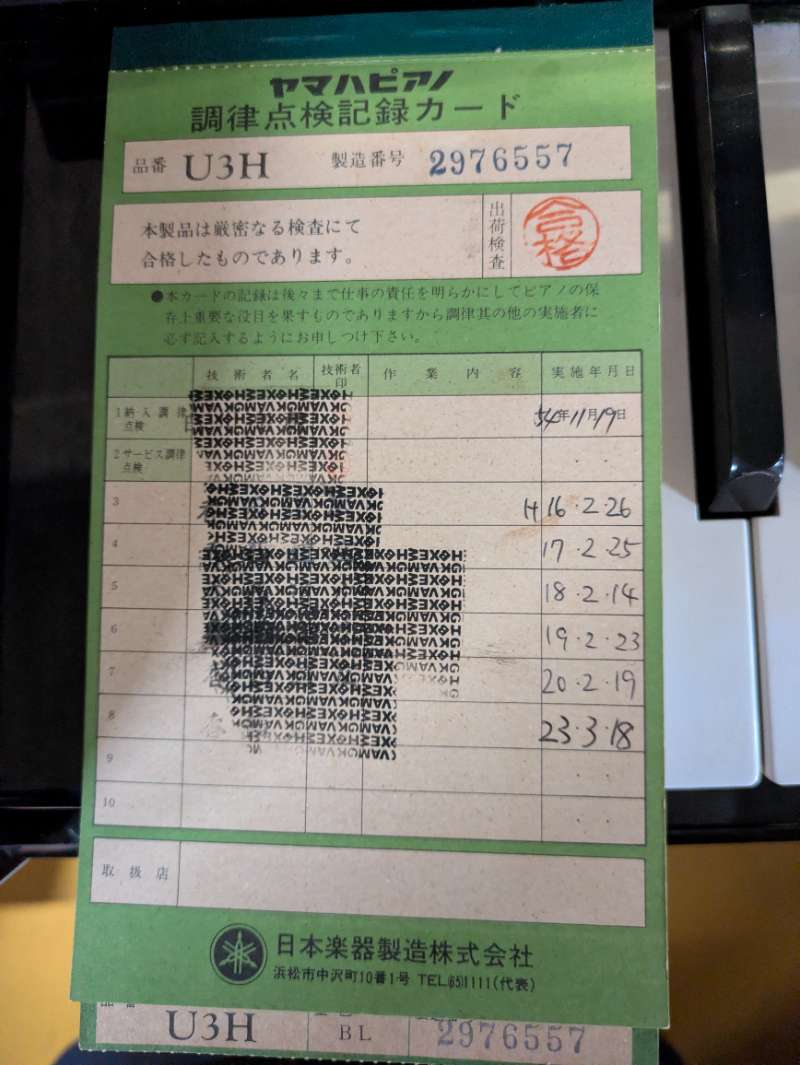 ヤマハピアノ
調律点検記録カード
品番 U3H 製造番号 2976557
本製品は厳密なる検査にて
合格したものであります。
出荷検査
合格
●本カードの記録は後々まで仕事の責任を明らかにしてピアノの保
存上重要な役目を果すものでありますから調律其の他の実施者に
必ず記入するようにお申しつけ下さい。
技術者名 技術者印 作業内容 実施年月日
1 納入調律点検 54年11月19日
2 サービス調律点検 . .
3 H16・2・26
4 17・2・25
5 18・2・14
6 19・2・23
7 20・2・19
8 23・3・18
9 . .
10 . .
取扱店
日本楽器製造株式会社
浜松市中沢町10番1号 TEL(65)1111(代表)
品番
U3H BL 2976557